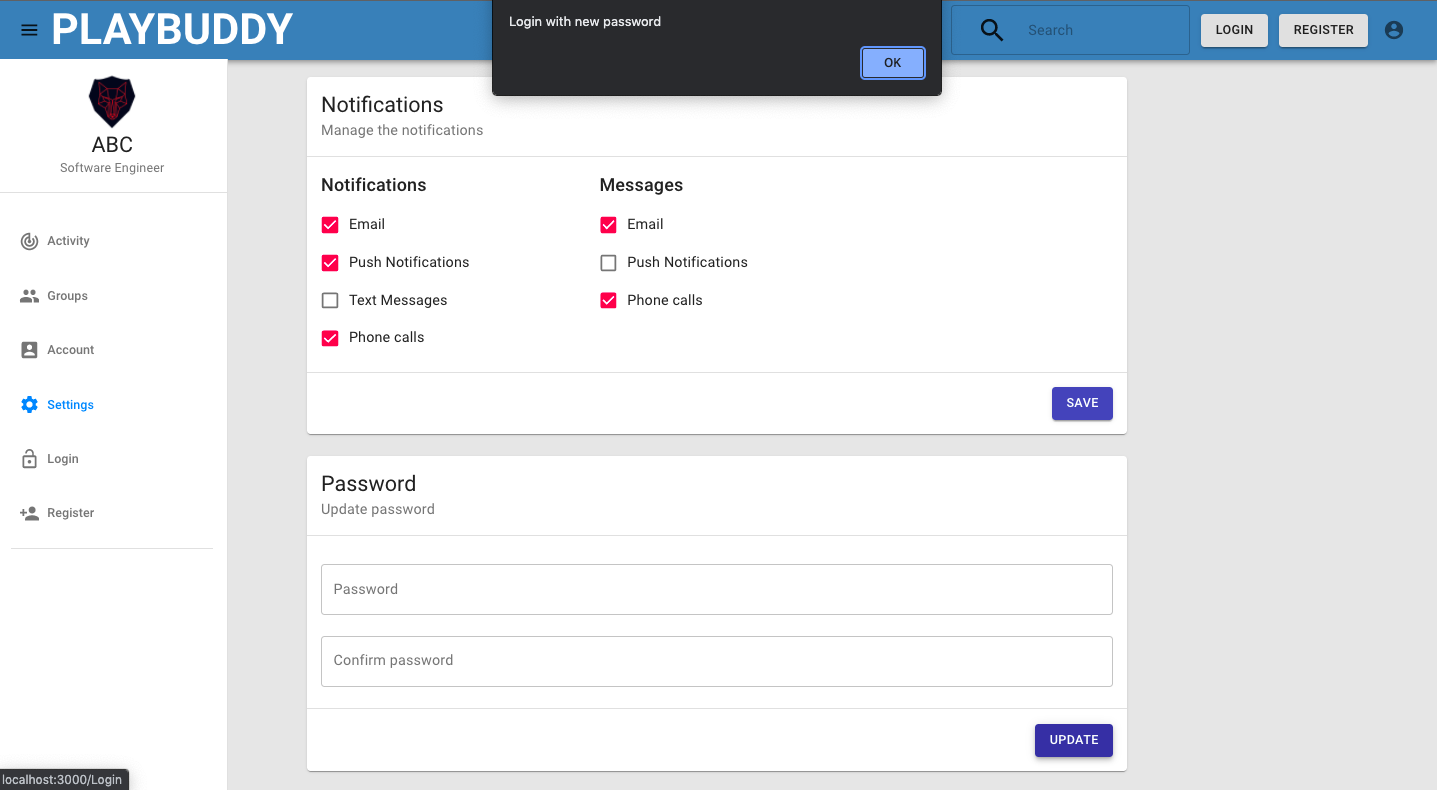 PLAYBUDDY
Login with new password
OK
Search
LOGIN
REGISTER
ABC
Software Engineer
Activity
Groups
Account
Settings
Login
Register
Notifications
Manage the notifications
Notifications
Email
Push Notifications
Text Messages
Phone calls
Messages
Email
Push Notifications
Phone calls
SAVE
Password
Update password
Password
Confirm password
UPDATE
localhost:3000/Login